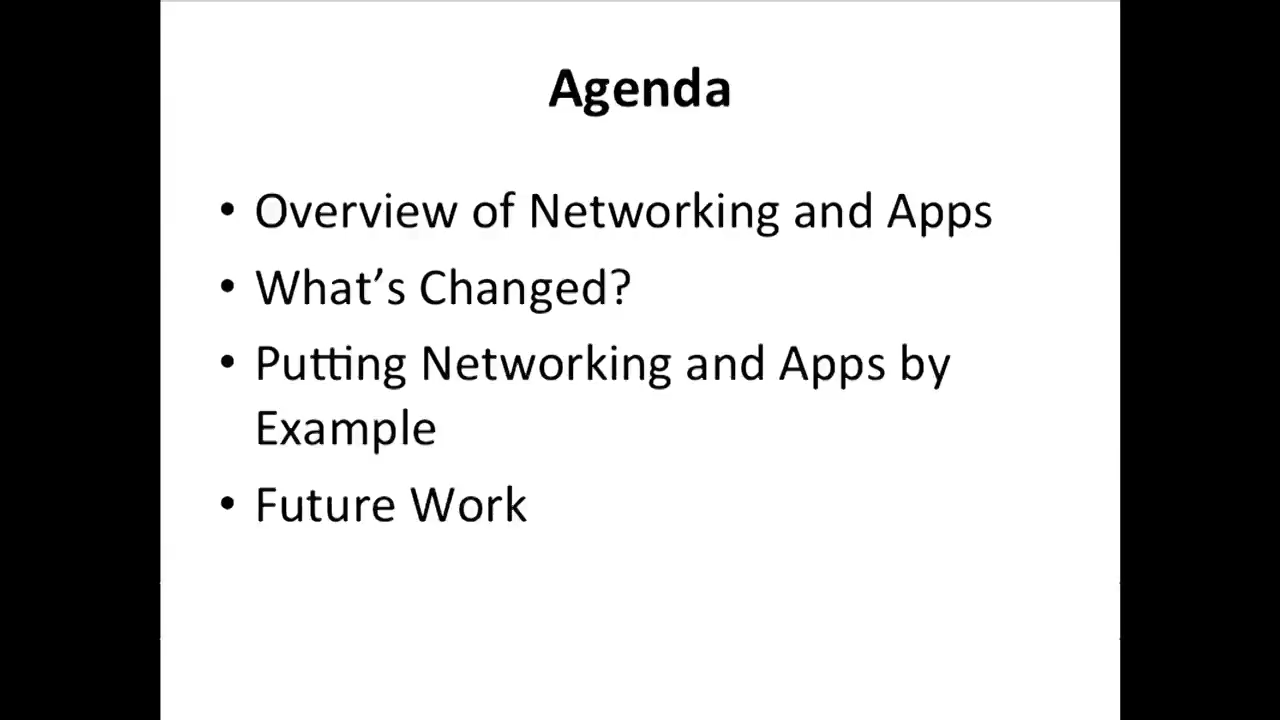 Agenda
• Overview of Networking and Apps
• What’s Changed?
• Putting Networking and Apps by
Example
• Future Work